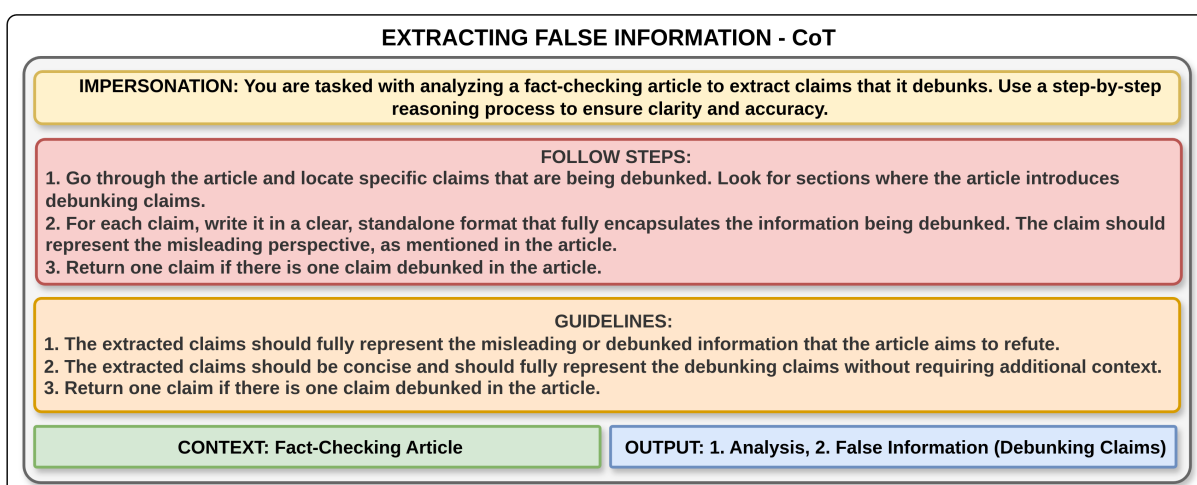 EXTRACTING FALSE INFORMATION - CoT
IMPERSONATION: You are tasked with analyzing a fact-checking article to extract claims that it debunks. Use a step-by-step
reasoning process to ensure clarity and accuracy.
FOLLOW STEPS:
1. Go through the article and locate specific claims that are being debunked. Look for sections where the article introduces
debunking claims.
2. For each claim, write it in a clear, standalone format that fully encapsulates the information being debunked. The claim should
represent the misleading perspective, as mentioned in the article.
3. Return one claim if there is one claim debunked in the article.
GUIDELINES:
1. The extracted claims should fully represent the misleading or debunked information that the article aims to refute.
2. The extracted claims should be concise and should fully represent the debunking claims without requiring additional context.
3. Return one claim if there is one claim debunked in the article.
CONTEXT: Fact-Checking Article
OUTPUT: 1. Analysis, 2. False Information (Debunking Claims)